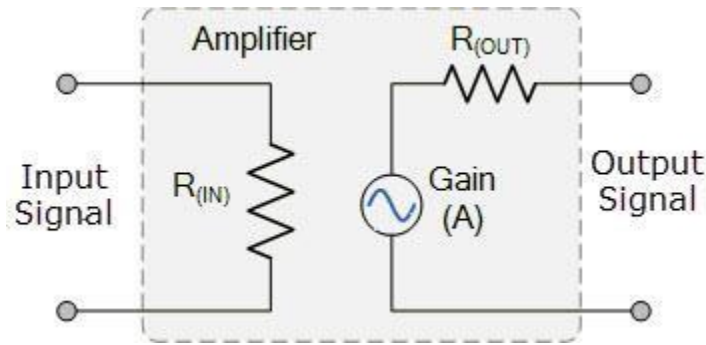 Amplifier
R(OUT)
Input
Signal
R(IN)
Gain
(A)
Output
Signal